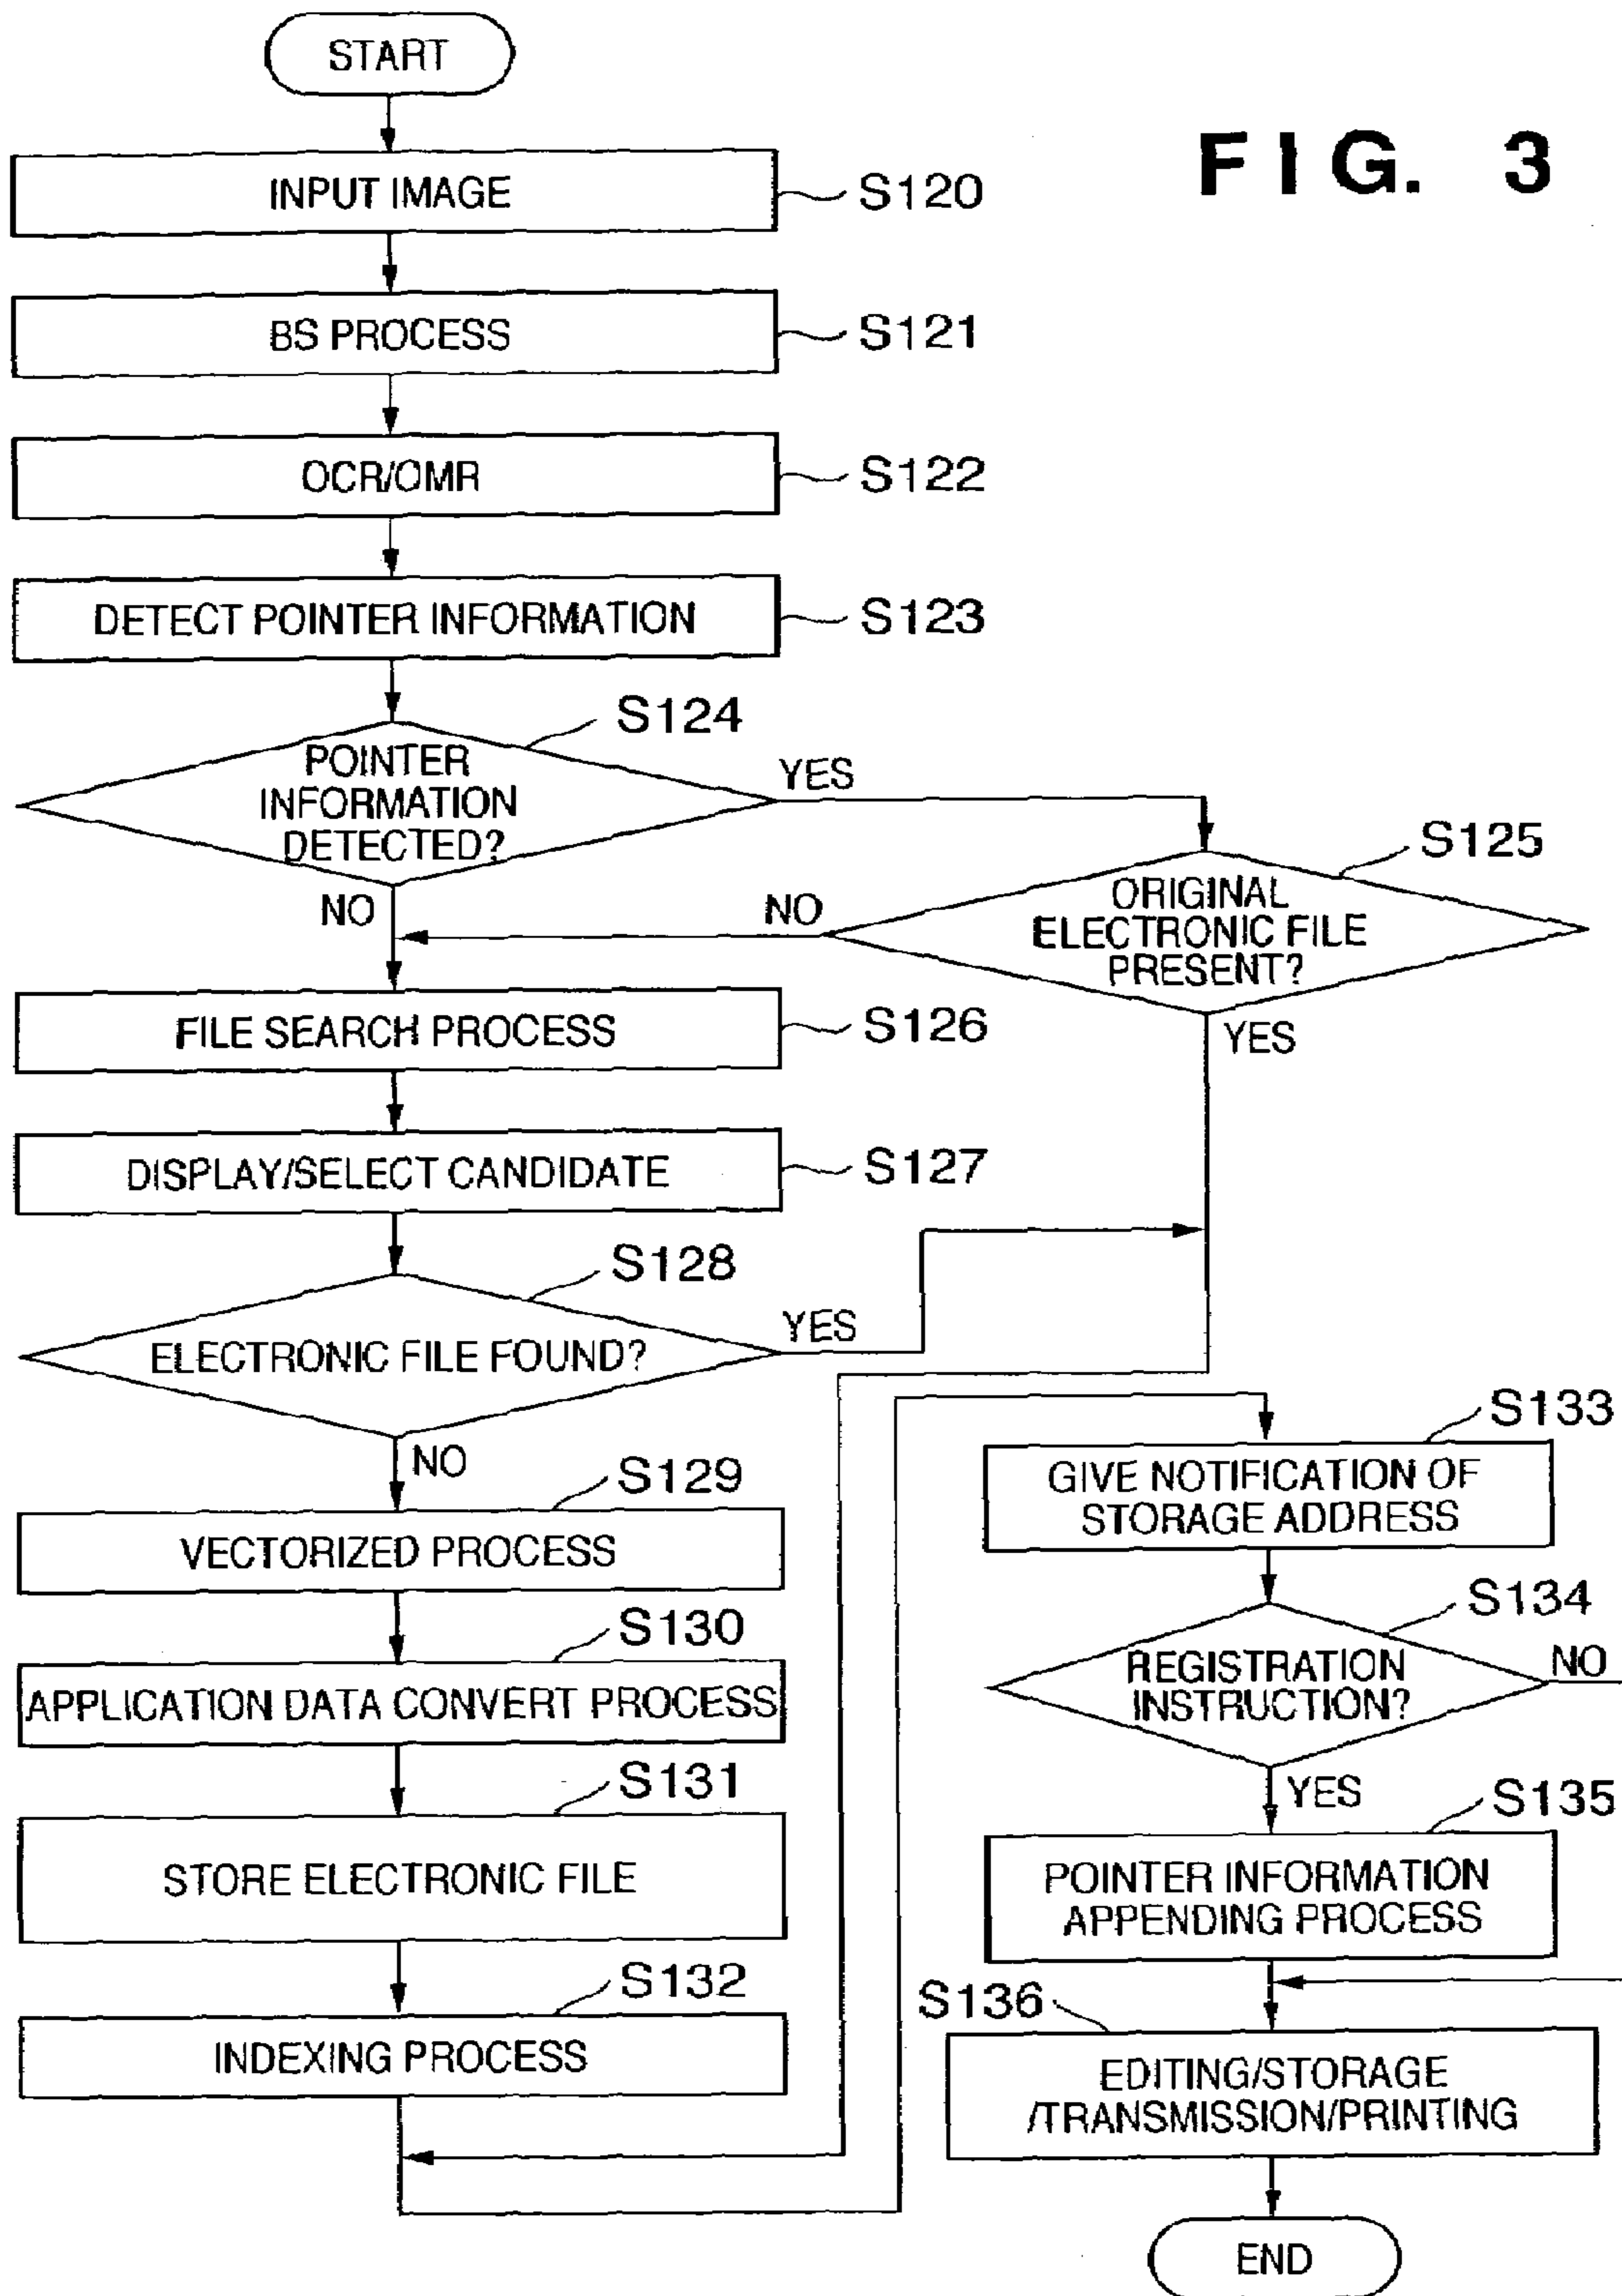 START
FIG. 3
INPUT IMAGE
S120
BS PROCESS
S121
OCR/OMR
S122
DETECT POINTER INFORMATION
S123
S124
POINTER
INFORMATION
DETECTED?
YES
NO
S125
ORIGINAL
ELECTRONIC FILE
PRESENT?
NO
YES
FILE SEARCH PROCESS
S126
DISPLAY/SELECT CANDIDATE
S127
S128
ELECTRONIC FILE FOUND?
YES
NO
S129
VECTORIZED PROCESS
S130
APPLICATION DATA CONVERT PROCESS
S131
STORE ELECTRONIC FILE
S132
INDEXING PROCESS
S133
GIVE NOTIFICATION OF
STORAGE ADDRESS
S134
REGISTRATION
INSTRUCTION?
NO
YES
S135
POINTER INFORMATION
APPENDING PROCESS
S136
EDITING/STORAGE
/TRANSMISSION/PRINTING
END